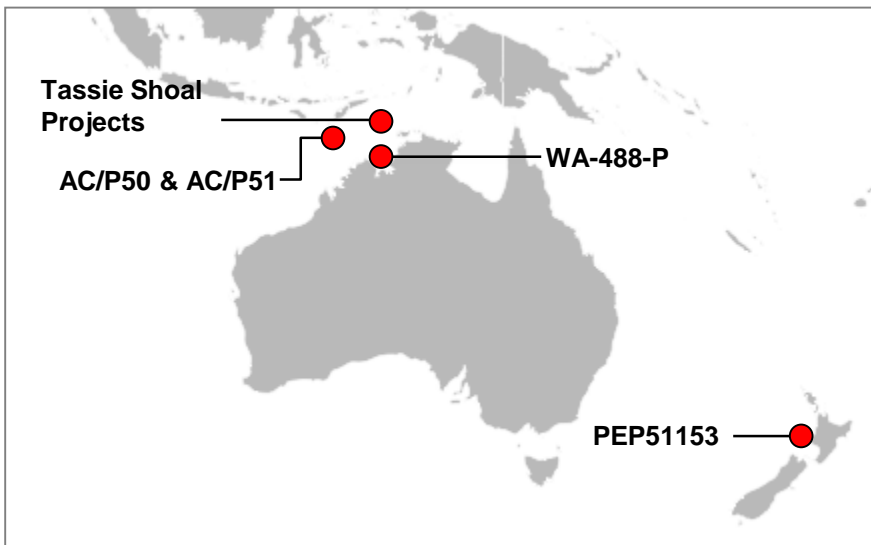 Tassie Shoal
Projects
WA-488-P
AC/P50 & AC/P51
PEP51153